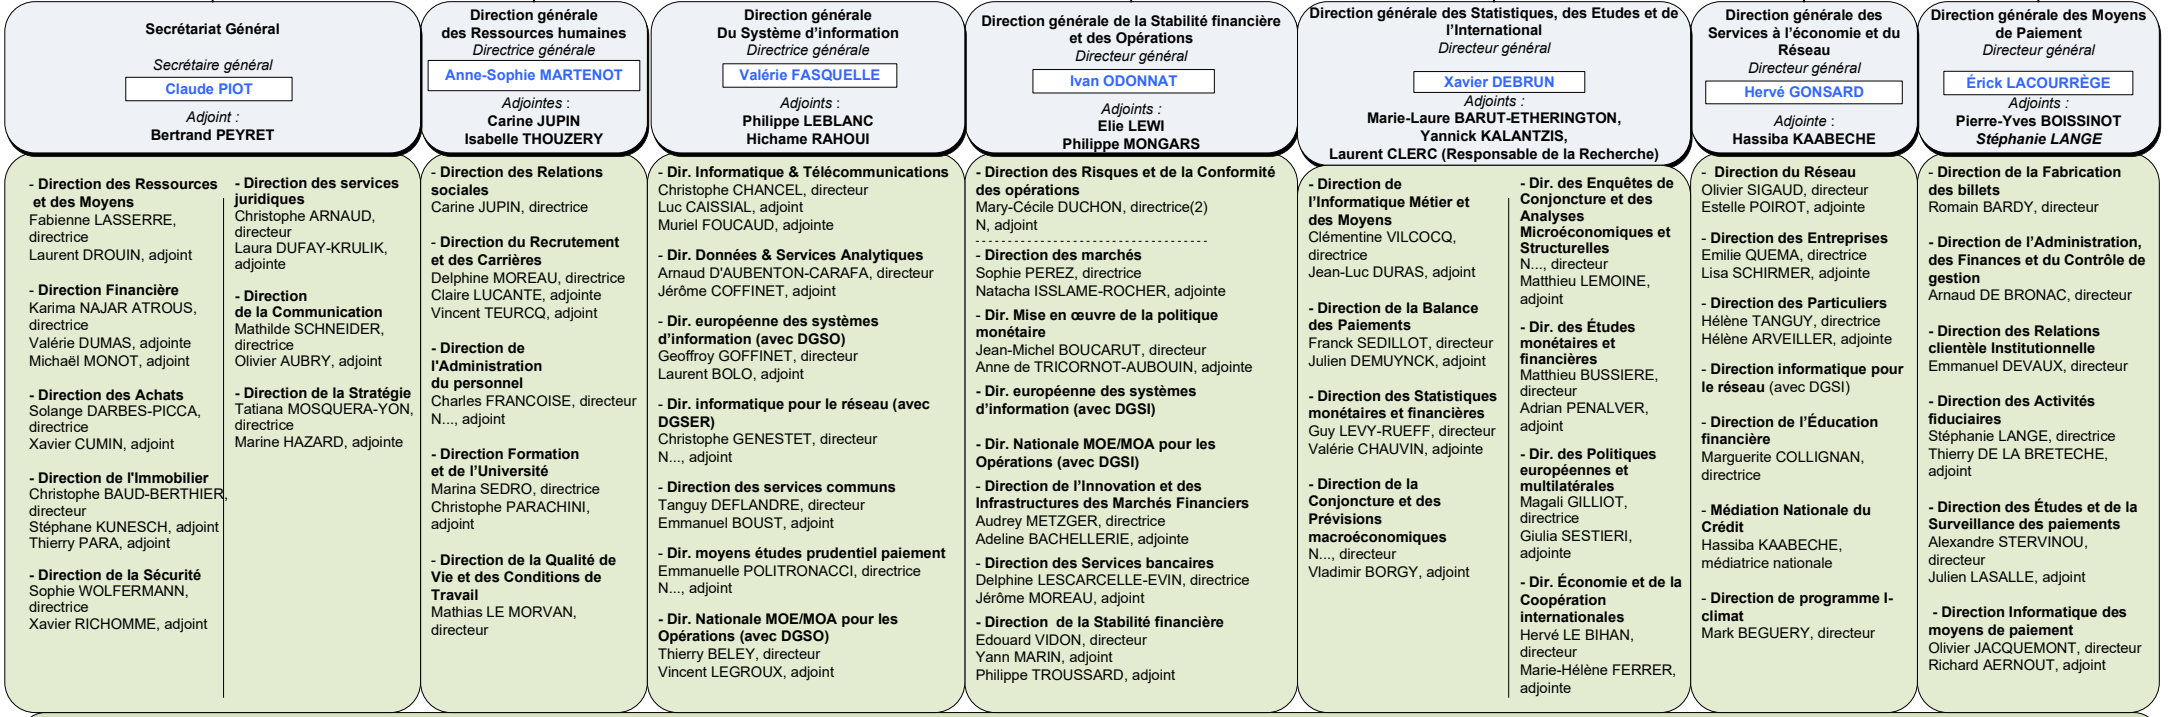 Secrétariat Général
Secrétaire général
Claude PIOT
Adjoint :
Bertrand PEYRET
- Direction des Ressources
et des Moyens
Fabienne LASSERRE,
directrice
Laurent DROUIN, adjoint
- Direction Financière
Karima NAJAR ATROUS,
directrice
Valérie DUMAS, adjointe
Michaël MONOT, adjoint
- Direction des Achats
Solange DARBES-PICCA,
directrice
Xavier CUMIN, adjoint
- Direction de l'Immobilier
Christophe BAUD-BERTHIER,
directeur
Stéphane KUNESCH, adjoint
Thierry PARA, adjoint
- Direction de la Sécurité
Sophie WOLFERMANN,
directrice
Xavier RICHOMME, adjoint
- Direction des services
juridiques
Christophe ARNAUD,
directeur
Laura DUFAY-KRULIK,
adjointe
- Direction
de la Communication
Mathilde SCHNEIDER,
directrice
Olivier AUBRY, adjoint
- Direction de la Stratégie
Tatiana MOSQUERA-YON,
directrice
Marine HAZARD, adjointe
Direction générale
des Ressources humaines
Directrice générale
Anne-Sophie MARTENOT
Adjointes :
Carine JUPIN
Isabelle THOUZERY
- Direction des Relations
sociales
Carine JUPIN, directrice
- Direction du Recrutement
et des Carrières
Delphine MOREAU, directrice
Claire LUCANTE, adjointe
Vincent TEURCQ, adjoint
- Direction de
l'Administration
du personnel
Charles FRANCOISE, directeur
N..., adjoint
- Direction Formation
et de l'Université
Marina SEDRO, directrice
Christophe PARACHINI,
adjoint
- Direction de la Qualité de
Vie et des Conditions de
Travail
Mathias LE MORVAN,
directeur
Direction générale
Du Système d'information
Directrice générale
Valérie FASQUELLE
Adjoints :
Philippe LEBLANC
Hichame RAHOUI
- Dir. Informatique & Télécommunications
Christophe CHANCEL, directeur
Luc CAISSIAL, adjoint
Muriel FOUCAUD, adjointe
- Dir. Données & Services Analytiques
Arnaud D'AUBENTON-CARAFA, directeur
Jérôme COFFINET, adjoint
- Dir. européenne des systèmes
d'information (avec DGSO)
Geoffroy GOFFINET, directeur
Laurent BOLO, adjoint
- Dir. informatique pour le réseau (avec
DGSER)
Christophe GENESTET, directeur
N..., adjoint
- Direction des services communs
Tanguy DEFLANDRE, directeur
Emmanuel BOUST, adjoint
- Dir. moyens études prudentiel paiement
Emmanuelle POLITRONACCI, directrice
N..., adjoint
- Dir. Nationale MOE/MOA pour les
Opérations (avec DGSO)
Thierry BELEY, directeur
Vincent LEGROUX, adjoint
Direction générale de la Stabilité financière
et des Opérations
Directeur général
Ivan ODONNAT
Adjoints :
Elie LEWI
Philippe MONGARS
- Direction des Risques et de la Conformité
des opérations
Mary-Cécile DUCHON, directrice(2)
N, adjoint
- Direction des marchés
Sophie PEREZ, directrice
Natacha ISSLAME-ROCHER, adjointe
- Dir. Mise en œuvre de la politique
monétaire
Jean-Michel BOUCARUT, directeur
Anne de TRICORNOT-AUBOUIN, adjointe
- Dir. européenne des systèmes
d'information (avec DGSI)
- Dir. Nationale MOE/MOA pour les
Opérations (avec DGSI)
- Direction de l'Innovation et des
Infrastructures des Marchés Financiers
Audrey METZGER, directrice
Adeline BACHELLERIE, adjointe
- Direction des Services bancaires
Delphine LESCARCELLE-EVIN, directrice
Jérôme MOREAU, adjoint
- Direction  de la Stabilité financière
Edouard VIDON, directeur
Yann MARIN, adjoint
Philippe TROUSSARD, adjoint
Direction générale des Statistiques, des Etudes et de
l'International
Directeur général
Xavier DEBRUN
Adjoints :
Marie-Laure BARUT-ETHERINGTON,
Yannick KALANTZIS,
Laurent CLERC (Responsable de la Recherche)
- Direction de
l'Informatique Métier et
des Moyens
Clémentine VILCOCQ,
directrice
Jean-Luc DURAS, adjoint
- Direction de la Balance
des Paiements
Franck SEDILLOT, directeur
Julien DEMUYNCK, adjoint
- Direction des Statistiques
monétaires et financières
Guy LEVY-RUEFF, directeur
Valérie CHAUVIN, adjointe
- Direction de la
Conjoncture et des
Prévisions
macroéconomiques
N..., directeur
Vladimir BORGY, adjoint
- Dir. des Enquêtes de
Conjoncture et des
Analyses
Microéconomiques et
Structurelles
N..., directeur
Matthieu LEMOINE,
adjoint
- Dir. des Études
monétaires et
financières
Matthieu BUSSIERE,
directeur
Adrian PENALVER,
adjoint
- Dir. des Politiques
européennes et
multilatérales
Magali GILLIOT,
directrice
Giulia SESTIERI,
adjointe
- Dir. Économie et de la
Coopération
internationales
Hervé LE BIHAN,
directeur
Marie-Hélène FERRER,
adjointe
Direction générale des
Services à l'économie et du
Réseau
Directeur général
Hervé GONSARD
Adjointe :
Hassiba KAABECHE
- Direction du Réseau
Olivier SIGAUD, directeur
Estelle POIROT, adjointe
- Direction des Entreprises
Emilie QUEMA, directrice
Lisa SCHIRMER, adjointe
- Direction des Particuliers
Hélène TANGUY, directrice
Hélène ARVEILLER, adjointe
- Direction informatique pour
le réseau (avec DGSI)
- Direction de l'Éducation
financière
Marguerite COLLIGNAN,
directrice
- Médiation Nationale du
Crédit
Hassiba KAABECHE,
médiatrice nationale
- Direction de programme I-
climat
Mark BEGUERY, directeur
Direction générale des Moyens
de Paiement
Directeur général
Érick LACOURRÈGE
Adjoints :
Pierre-Yves BOISSINOT
Stéphanie LANGE
- Direction de la Fabrication
des billets
Romain BARDY, directeur
- Direction de l'Administration,
des Finances et du Contrôle de
gestion
Arnaud DE BRONAC, directeur
- Direction des Relations
clientèle Institutionnelle
Emmanuel DEVAUX, directeur
- Direction des Activités
fiduciaires
Stéphanie LANGE, directrice
Thierry DE LA BRETECHE,
adjoint
- Direction des Études et de la
Surveillance des paiements
Alexandre STERVINOU,
directeur
Julien LASALLE, adjoint
- Direction Informatique des
moyens de paiement
Olivier JACQUEMONT, directeur
Richard AERNOUT, adjoint